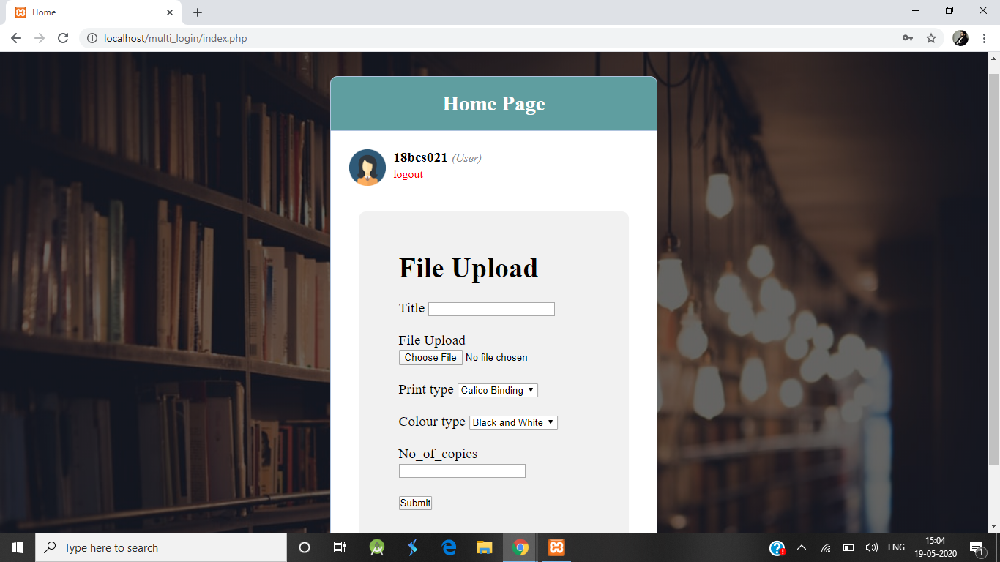 Home
localhost/multi_login/index.php
Home Page
18bcs021 (User)
logout
File Upload
Title
File Upload
Choose File No file chosen
Print type Calico Binding
Colour type Black and White
No_of_copies
Submit
Type here to search
ENG
15:04
19-05-2020
1